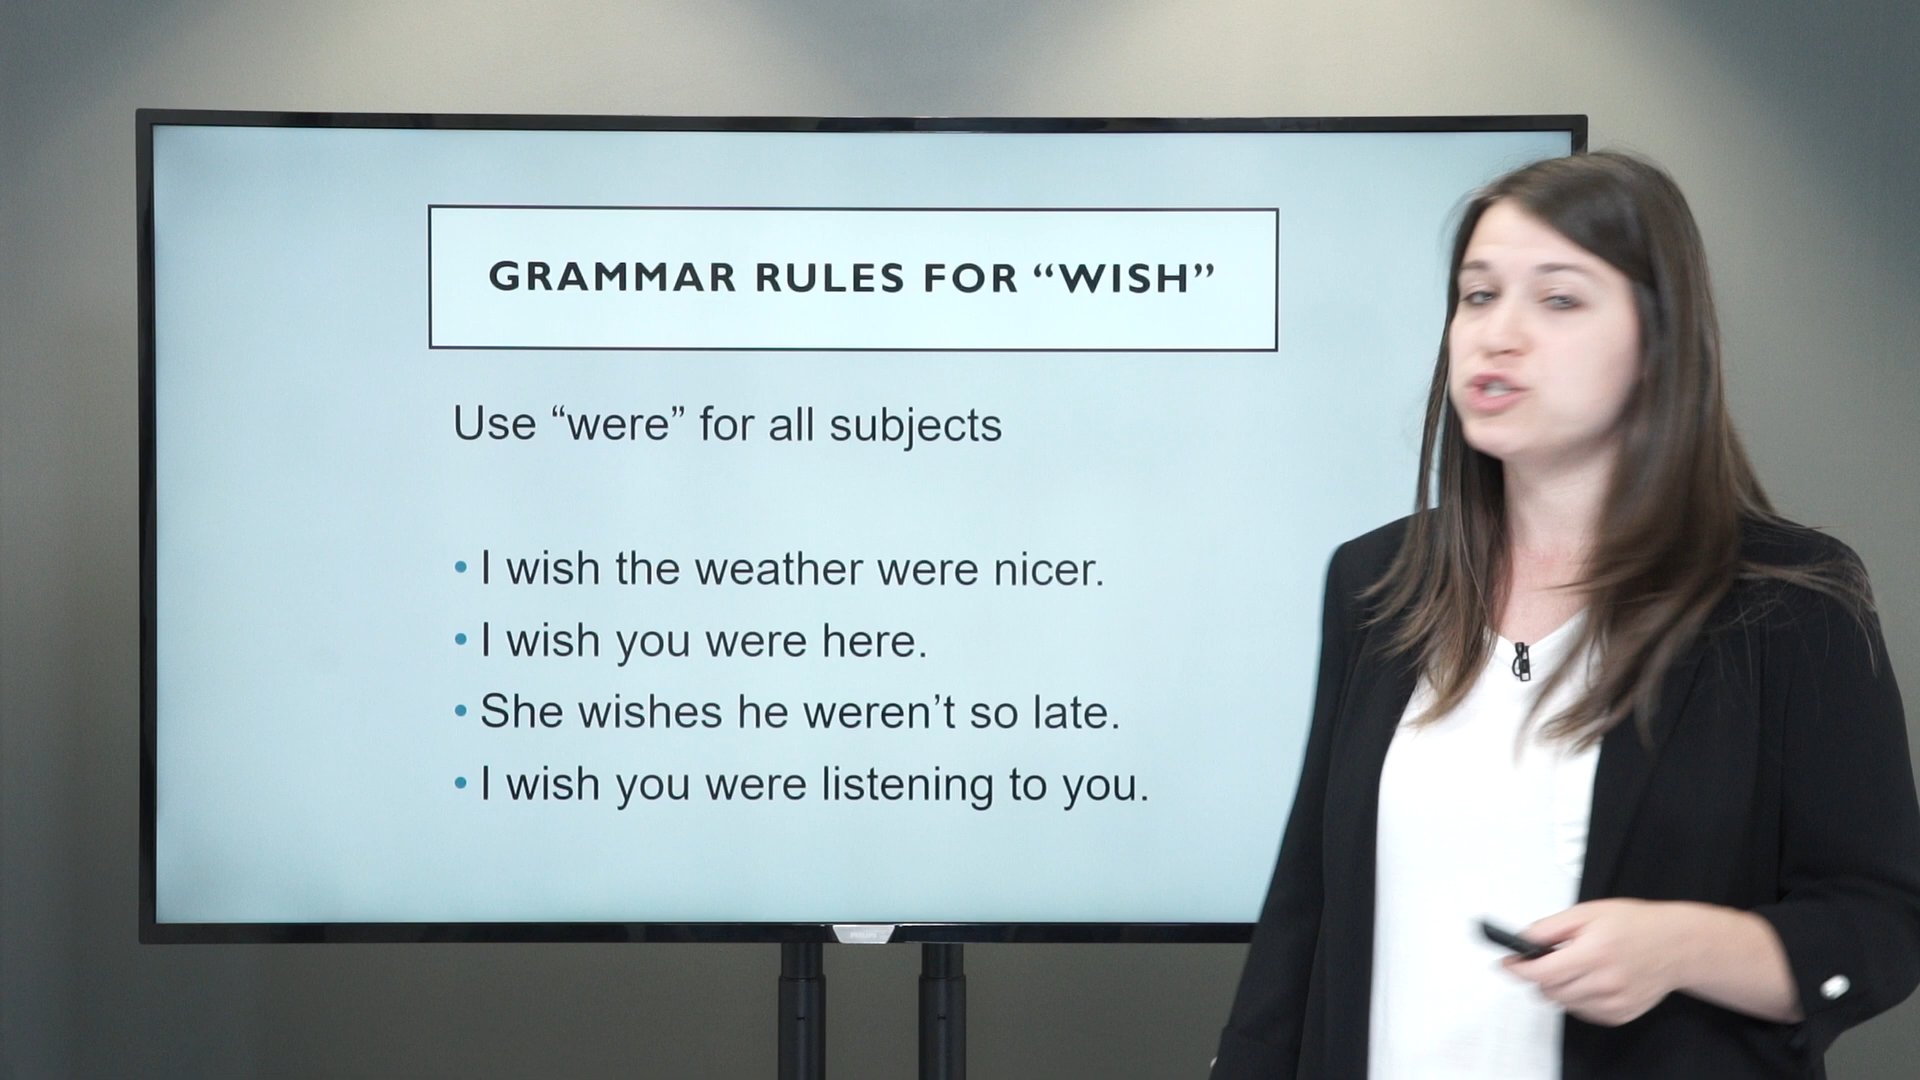 GRAMMAR RULES FOR “WISH”
Use “were” for all subjects
• I wish the weather were nicer.
• I wish you were here.
• She wishes he weren’t so late.
• I wish you were listening to you.